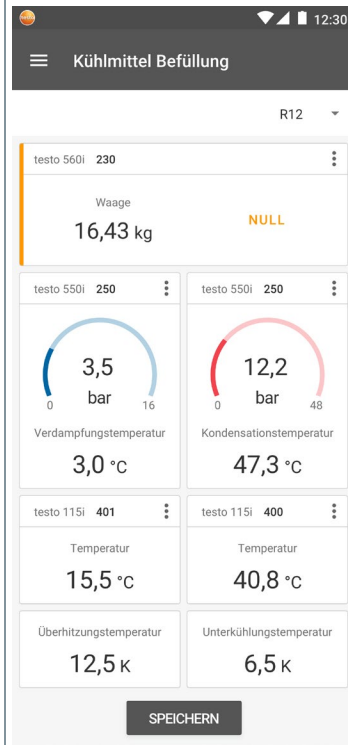 12:30
Kühlmittel Befüllung
R12
testo 560i 230
Waage
16,43 kg
NULL
testo 550i 250
3,5
bar
0 16
Verdampfungstemperatur
3,0 °C
testo 550i 250
12,2
bar
0 48
Kondensationstemperatur
47,3 °C
testo 115i 401
Temperatur
15,5 °C
testo 115i 400
Temperatur
40,8 °C
Überhitzungstemperatur
12,5 K
Unterkühlungstemperatur
6,5 K
SPEICHERN